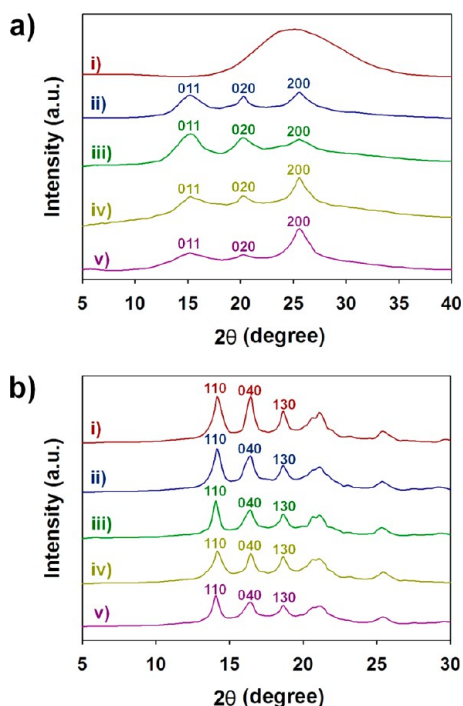 a)
Intensity (a.u.)
i)
ii) 011 020 200
iii) 011 020 200
iv) 011 020 200
v) 011 020 200
5 10 15 20 25 30 35 40
2θ (degree)
b)
Intensity (a.u.)
i) 110 040 130
ii) 110 040 130
iii) 110 040 130
iv) 110 040 130
v) 110 040 130
5 10 15 20 25 30
2θ (degree)